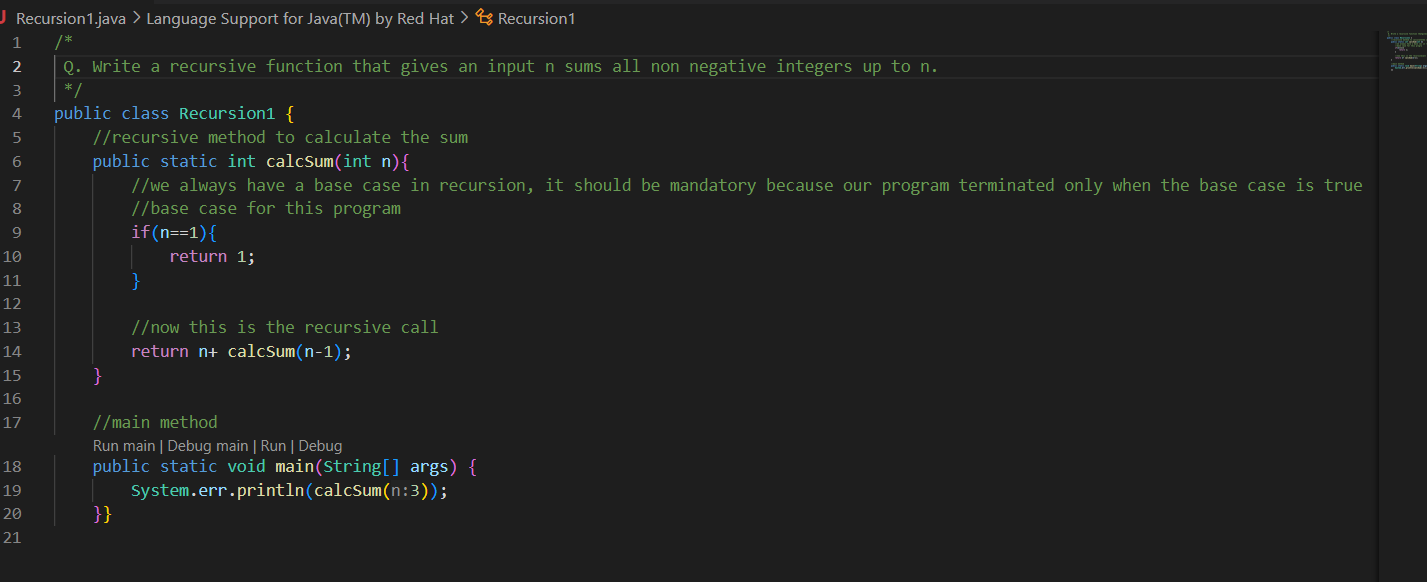 Recursion1.java > Language Support for Java(TM) by Red Hat > Recursion1
1 /*
2 Q. Write a recursive function that gives an input n sums all non negative integers up to n.
3 */
4 public class Recursion1 {
5 //recursive method to calculate the sum
6 public static int calcSum(int n){
7 //we always have a base case in recursion, it should be mandatory because our program terminated only when the base case is true
8 //base case for this program
9 if(n==1){
10 return 1;
11 }
12
13 //now this is the recursive call
14 return n+ calcSum(n-1);
15 }
16
17 //main method
Run main | Debug main | Run | Debug
18 public static void main(String[] args) {
19 System.err.println(calcSum(n:3));
20 }}
21